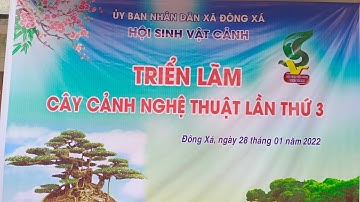 ỦY BAN NHÂN DÂN XÃ ĐÔNG XÁ
HỘI SINH VẬT CẢNH
TRIỂN LÃM
CÂY CẢNH NGHỆ THUẬT LẦN THỨ 3
Đông Xá, ngày 28 tháng 01 năm 2022